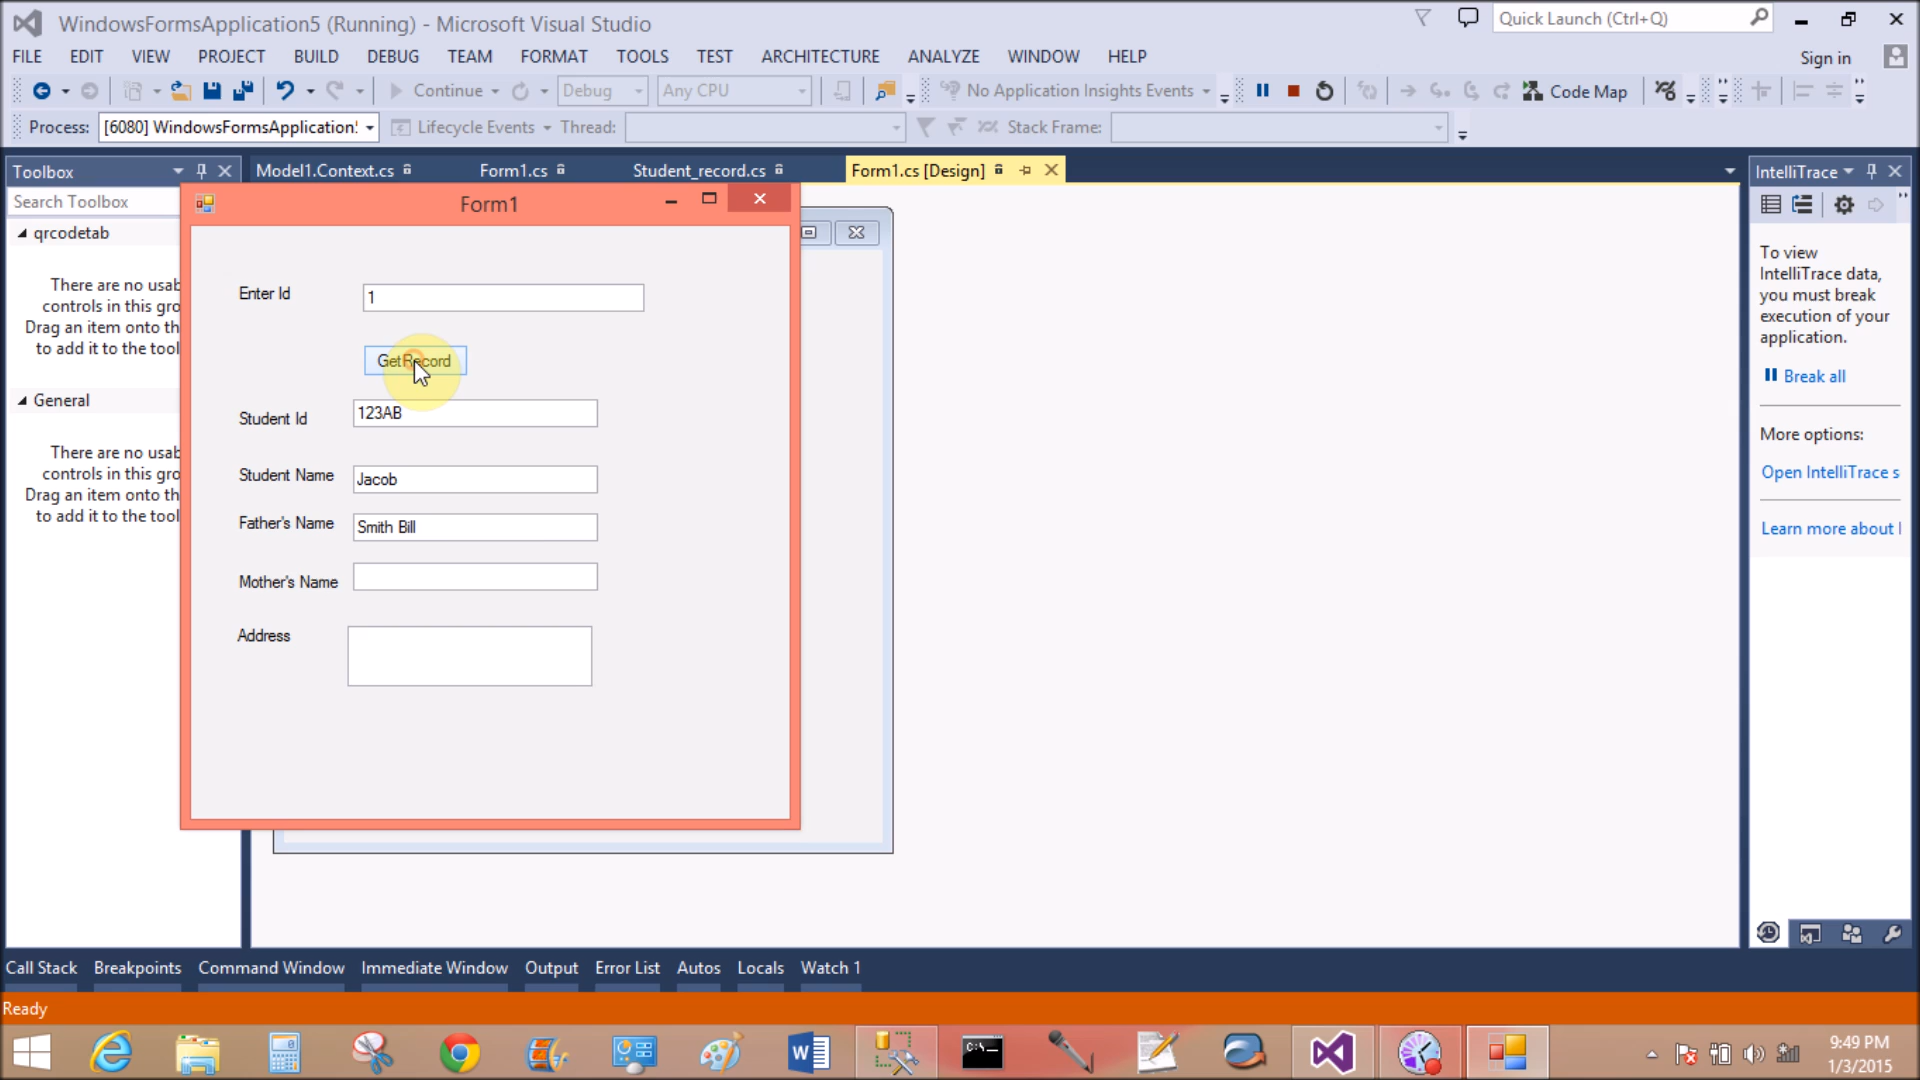 WindowsFormsApplication5 (Running) - Microsoft Visual Studio
Quick Launch (Ctrl+Q)
FILE EDIT VIEW PROJECT BUILD DEBUG TEAM FORMAT TOOLS TEST ARCHITECTURE ANALYZE WINDOW HELP
Sign in
Continue Debug Any CPU No Application Insights Events Code Map
Process: [6080] WindowsFormsApplication5 Lifecycle Events Thread: Stack Frame:
Toolbox Model1.Context.cs Form1.cs Student_record.cs Form1.cs [Design] IntelliTrace
Search Toolbox
Form1
qrcodetab
There are no usab
controls in this gro
Drag an item onto th
to add it to the tool
General
There are no usab
controls in this gro
Drag an item onto th
to add it to the tool
Enter Id 1
GetRecord
Student Id 123AB
Student Name Jacob
Father's Name Smith Bill
Mother's Name
Address
To view
IntelliTrace data,
you must break
execution of your
application.
Break all
More options:
Open IntelliTrace s
Learn more about I
Call Stack Breakpoints Command Window Immediate Window Output Error List Autos Locals Watch 1
Ready
9:49 PM
1/3/2015